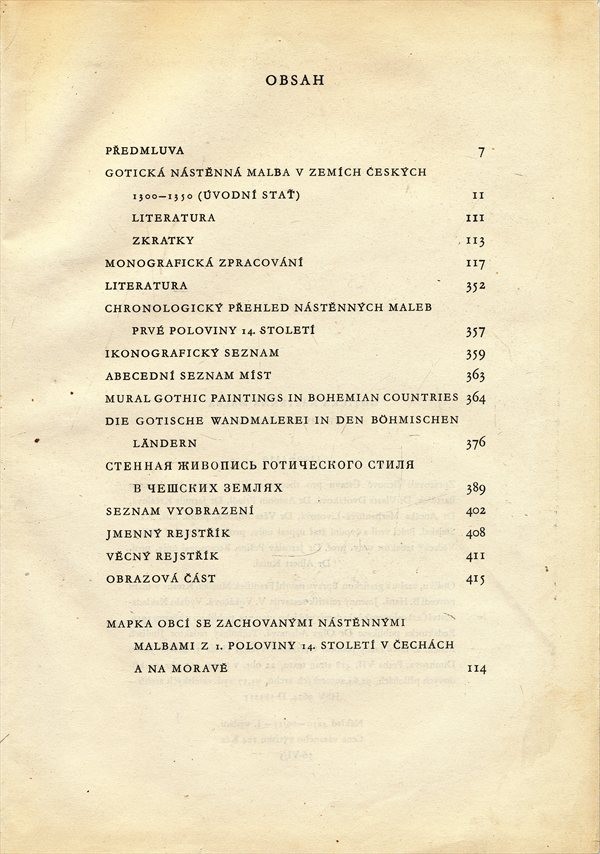 OBSAH
PŘEDMLUVA 7
GOTICKÁ NÁSTĚNNÁ MALBA V ZEMÍCH ČESKÝCH
1300—1350 (ÚVODNÍ STAŤ) 11
LITERATURA 111
ZKRATKY 113
MONOGRAFICKÁ ZPRACOVÁNÍ 117
LITERATURA 352
CHRONOLOGICKÝ PŘEHLED NÁSTĚNNÝCH MALEB
PRVÉ POLOVINY 14. STOLETÍ 357
IKONOGRAFICKÝ SEZNAM 359
ABECEDNÍ SEZNAM MÍST 363
MURAL GOTHIC PAINTINGS IN BOHEMIAN COUNTRIES 364
DIE GOTISCHE WANDMALEREI IN DEN BÖHMISCHEN
LÄNDERN 376
СТЕННАЯ ЖИВОПИСЬ ГОТИЧЕСКОГО СТИЛЯ
В ЧЕШСКИХ ЗЕМЛЯХ 389
SEZNAM VYOBRAZENÍ 402
JMENNÝ REJSTŘÍK 408
VĚCNÝ REJSTŘÍK 411
OBRAZOVÁ ČÁST 415
MAPKA OBCÍ SE ZACHOVANÝMI NÁSTĚNNÝMI
MALBAMI Z 1. POLOVINY 14. STOLETÍ V ČECHÁCH
A NA MORAVĚ 114